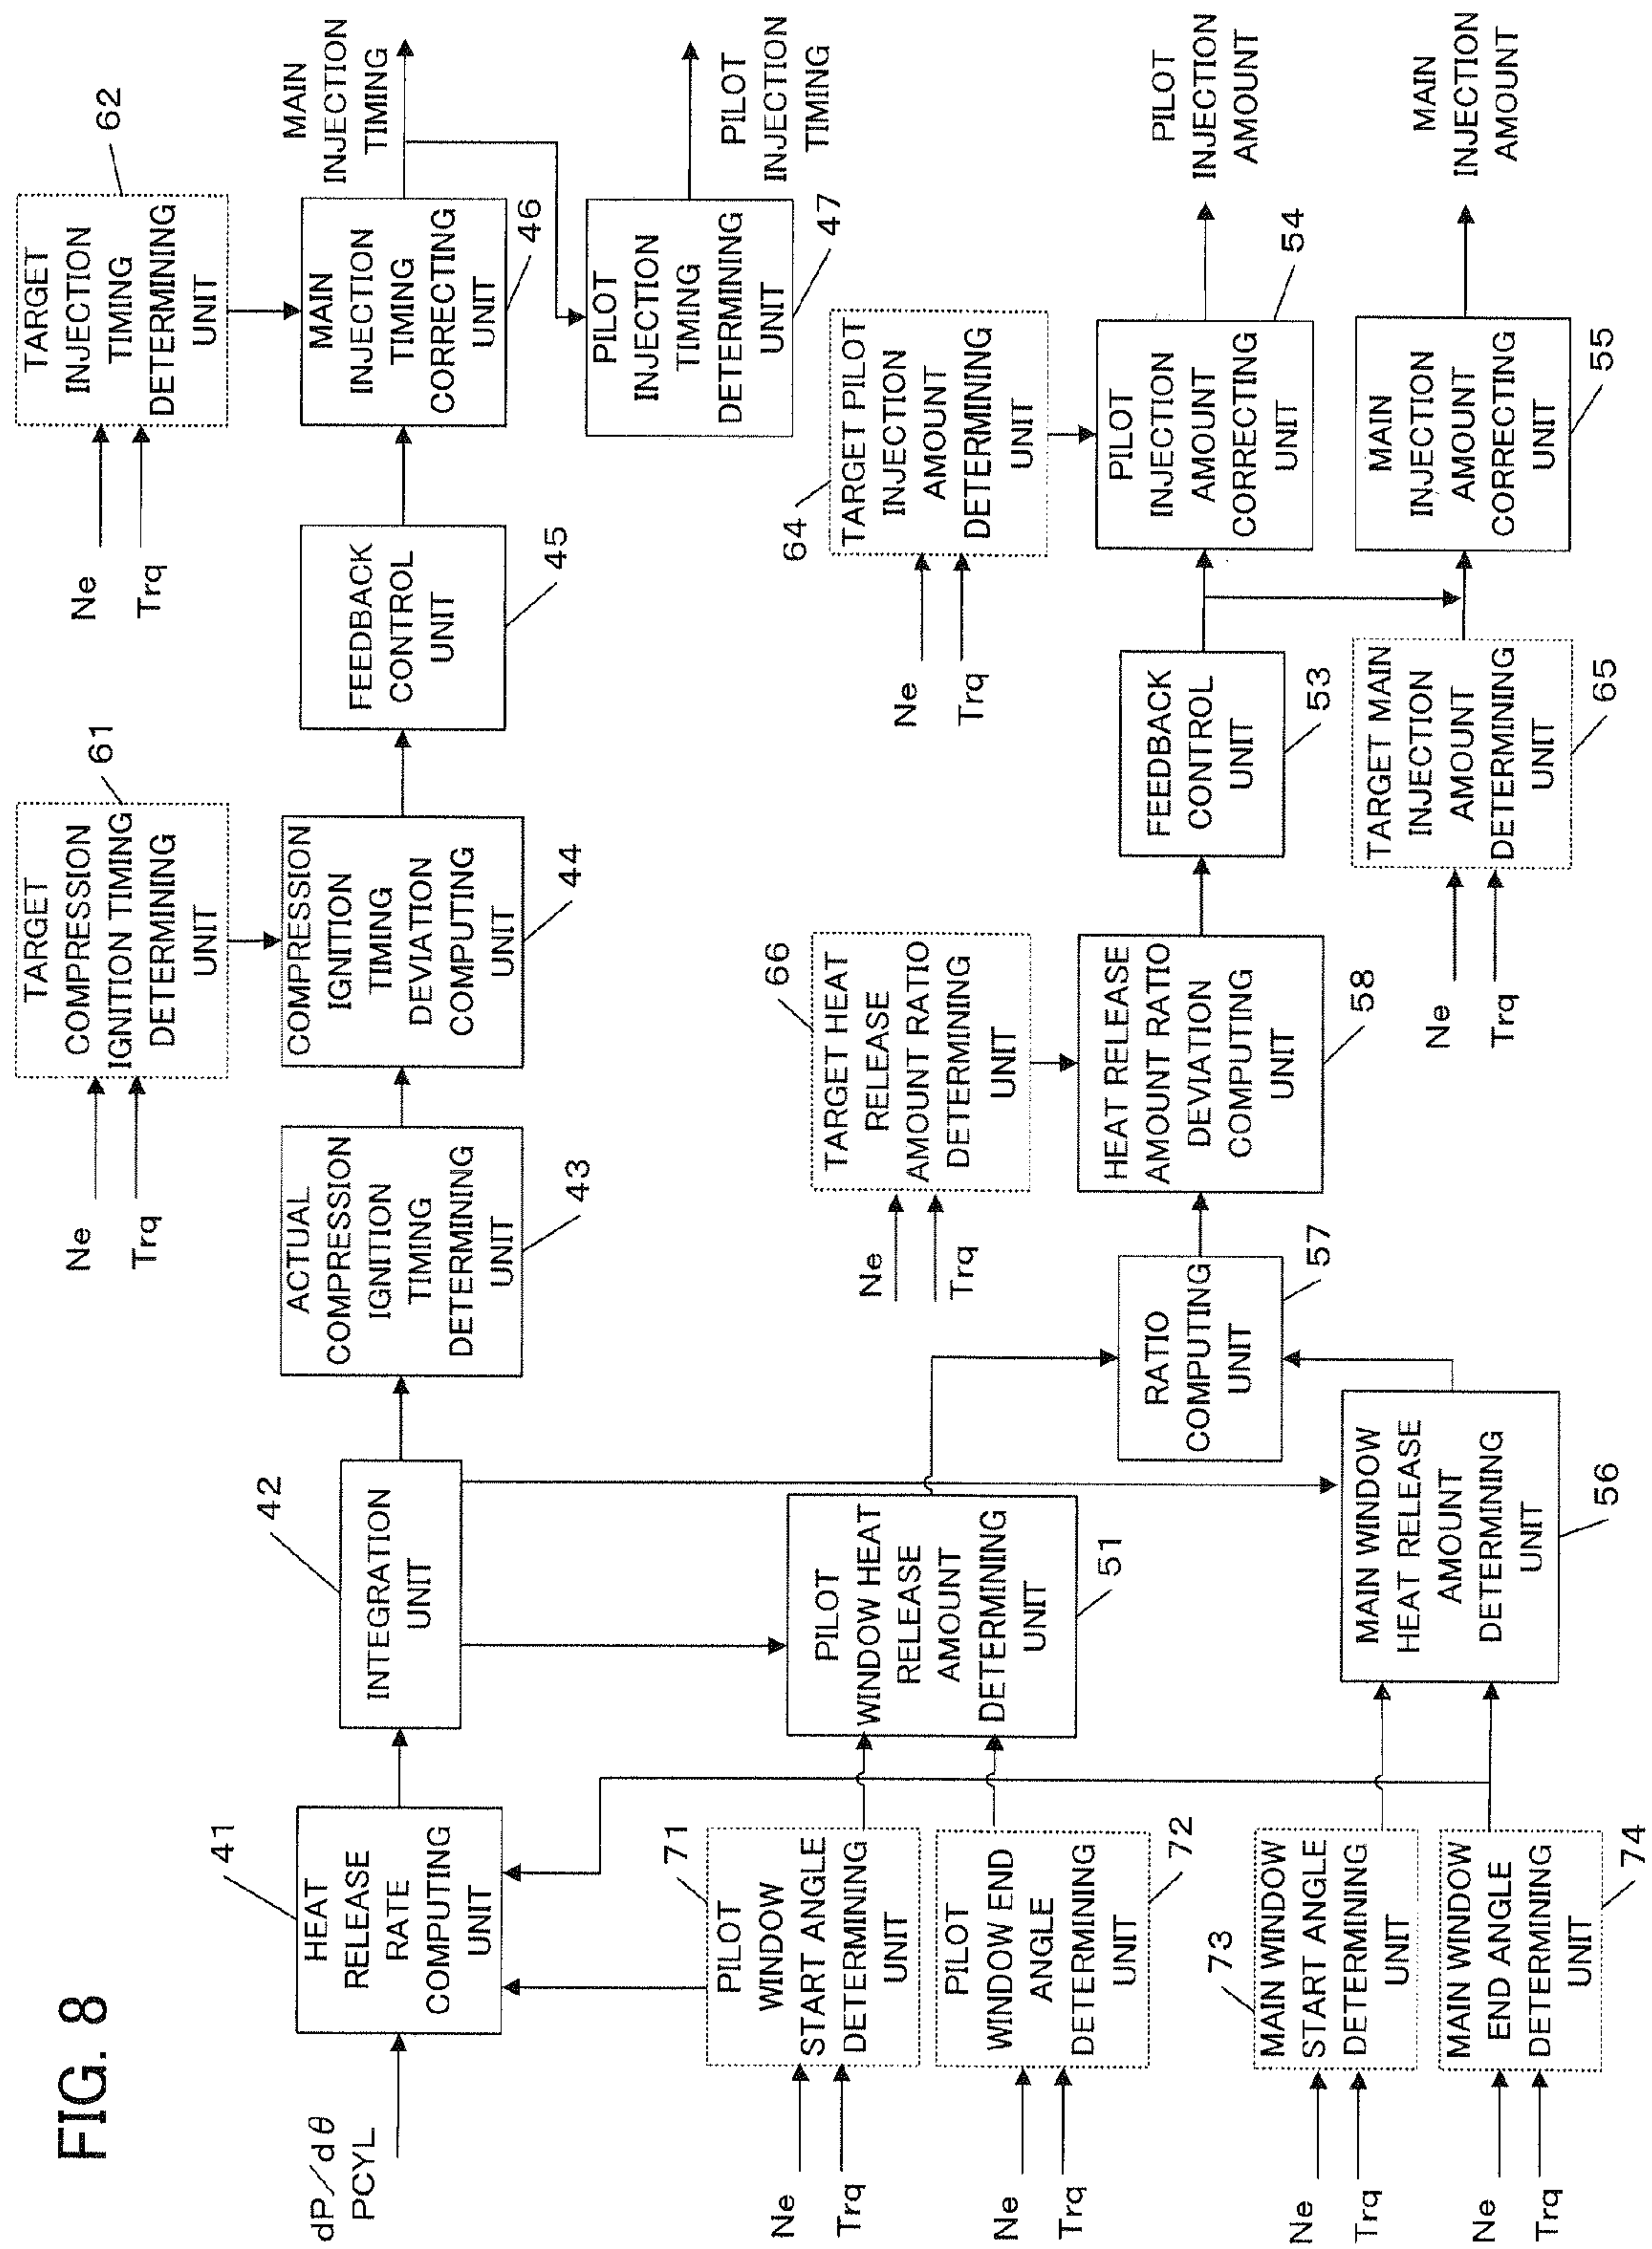 FIG. 8
dP/dθ
PCYL
HEAT
RELEASE
RATE
COMPUTING
UNIT
41
INTEGRATION
UNIT
42
ACTUAL
COMPRESSION
IGNITION
TIMING
DETERMINING
UNIT
43
Ne
Trq
TARGET
COMPRESSION
IGNITION TIMING
DETERMINING
UNIT
61
COMPRESSION
IGNITION
TIMING
DEVIATION
COMPUTING
UNIT
44
FEEDBACK
CONTROL
UNIT
45
Ne
Trq
TARGET
INJECTION
TIMING
DETERMINING
UNIT
62
MAIN
INJECTION
TIMING
CORRECTING
UNIT
46
MAIN
INJECTION
TIMING
PILOT
INJECTION
TIMING
DETERMINING
UNIT
47
PILOT
INJECTION
TIMING
Ne
Trq
PILOT
WINDOW
START ANGLE
DETERMINING
UNIT
71
Ne
Trq
PILOT
WINDOW END
ANGLE
DETERMINING
UNIT
72
PILOT
WINDOW HEAT
RELEASE
AMOUNT
DETERMINING
UNIT
51
Ne
Trq
MAIN WINDOW
START ANGLE
DETERMINING
UNIT
73
Ne
Trq
MAIN WINDOW
END ANGLE
DETERMINING
UNIT
74
MAIN WINDOW
HEAT RELEASE
AMOUNT
DETERMINING
UNIT
56
RATIO
COMPUTING
UNIT
57
Ne
Trq
TARGET HEAT
RELEASE
AMOUNT RATIO
DETERMINING
UNIT
66
HEAT RELEASE
AMOUNT RATIO
DEVIATION
COMPUTING
UNIT
58
FEEDBACK
CONTROL
UNIT
53
Ne
Trq
TARGET PILOT
INJECTION
AMOUNT
DETERMINING
UNIT
64
PILOT
INJECTION
AMOUNT
CORRECTING
UNIT
54
PILOT
INJECTION
AMOUNT
Ne
Trq
TARGET MAIN
INJECTION
AMOUNT
DETERMINING
UNIT
65
MAIN
INJECTION
AMOUNT
CORRECTING
UNIT
55
MAIN
INJECTION
AMOUNT